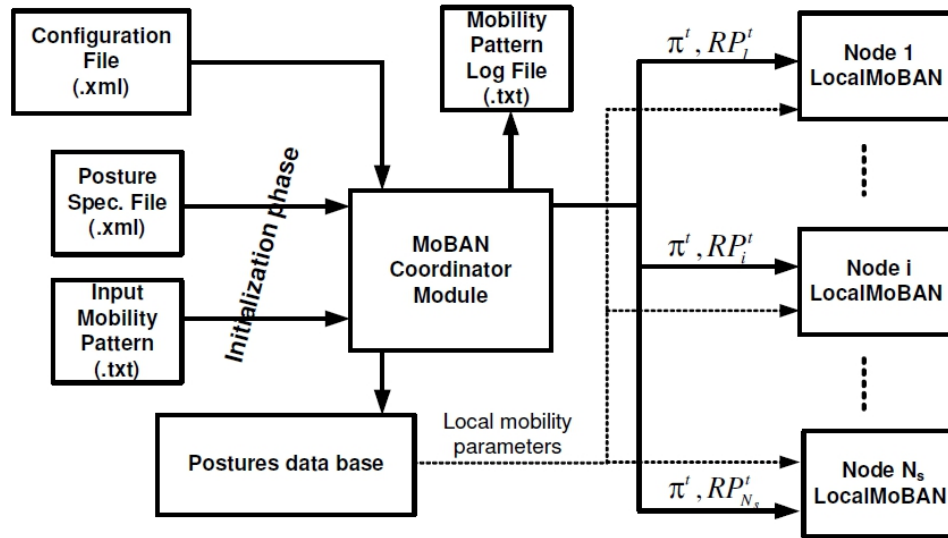 Configuration
File
(.xml)
Mobility
Pattern
Log File
(.txt)
π^t, RP_1^t
Node 1
LocalMoBAN
Posture
Spec. File
(.xml)
Initialization phase
MoBAN
Coordinator
Module
π^t, RP_i^t
Node i
LocalMoBAN
Input
Mobility
Pattern
(.txt)
Postures data base
Local mobility
parameters
π^t, RP_{N_s}^t
Node N_s
LocalMoBAN